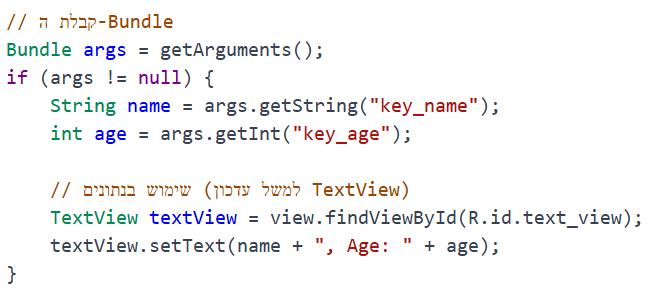 // קבלת ה-Bundle
Bundle args = getArguments();
if (args != null) {
    String name = args.getString("key_name");
    int age = args.getInt("key_age");

    // שימוש בנתונים (למשל עדכון TextView)
    TextView textView = view.findViewById(R.id.text_view);
    textView.setText(name + ", Age: " + age);
}